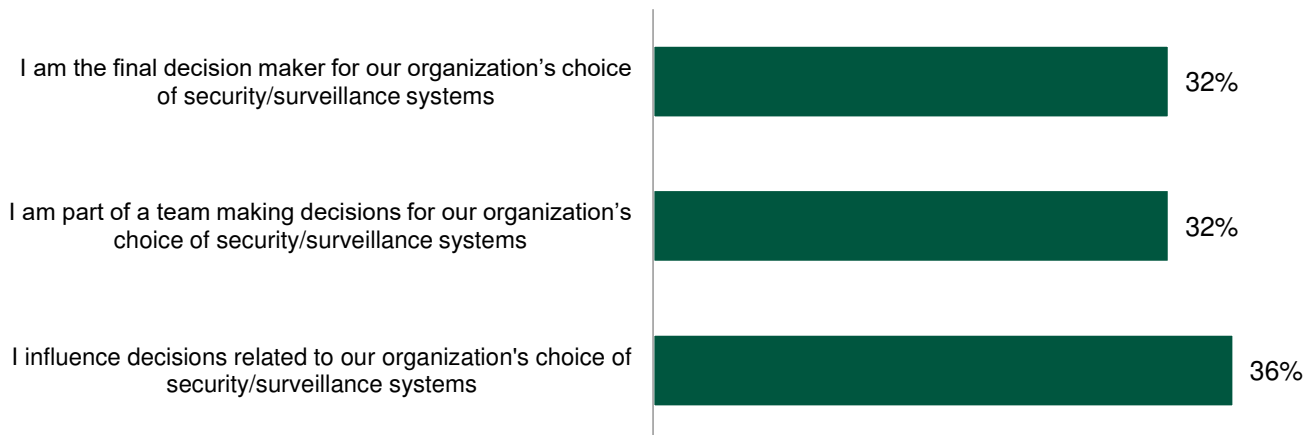 I am the final decision maker for our organization’s choice
of security/surveillance systems
32%
I am part of a team making decisions for our organization’s
choice of security/surveillance systems
32%
I influence decisions related to our organization's choice of
security/surveillance systems
36%